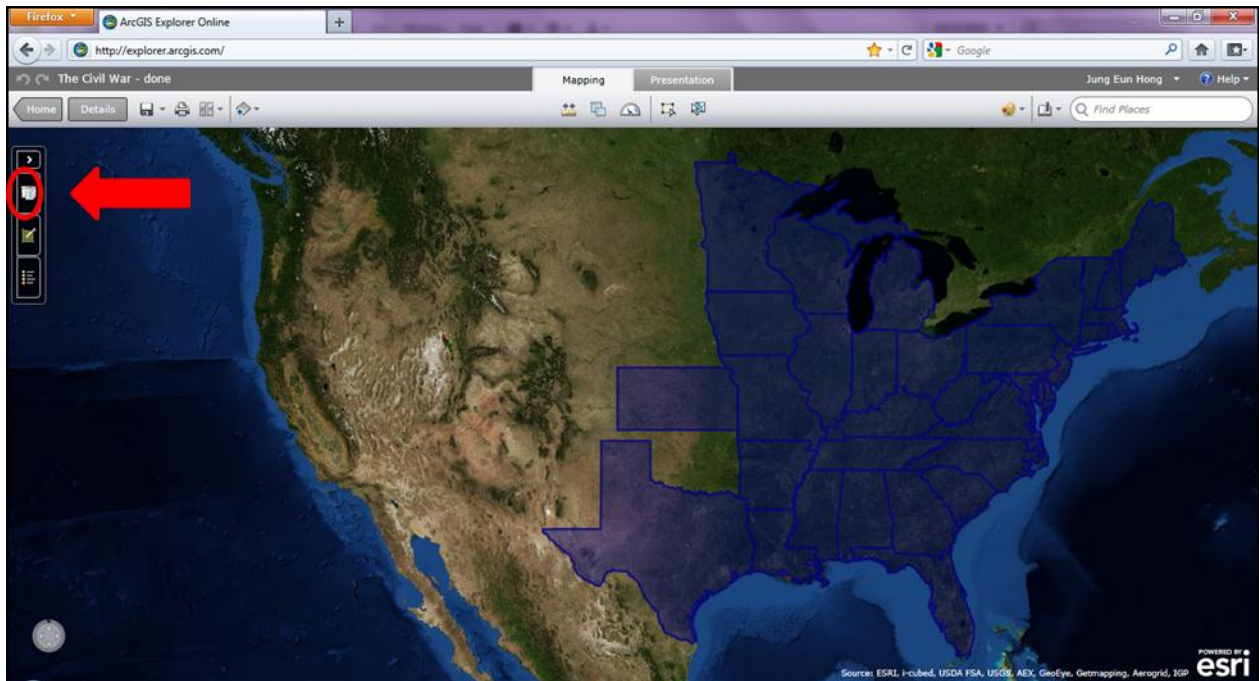 Firefox
ArcGIS Explorer Online
http://explorer.arcgis.com/
Google
The Civil War - done
Mapping
Presentation
Jung Eun Hong
Help
Home
Details
Find Places
Source: ESRI, i-cubed, USDA FSA, USGS, AEX, GeoEye, Getmapping, Aerogrid, IGP
POWERED BY
esri